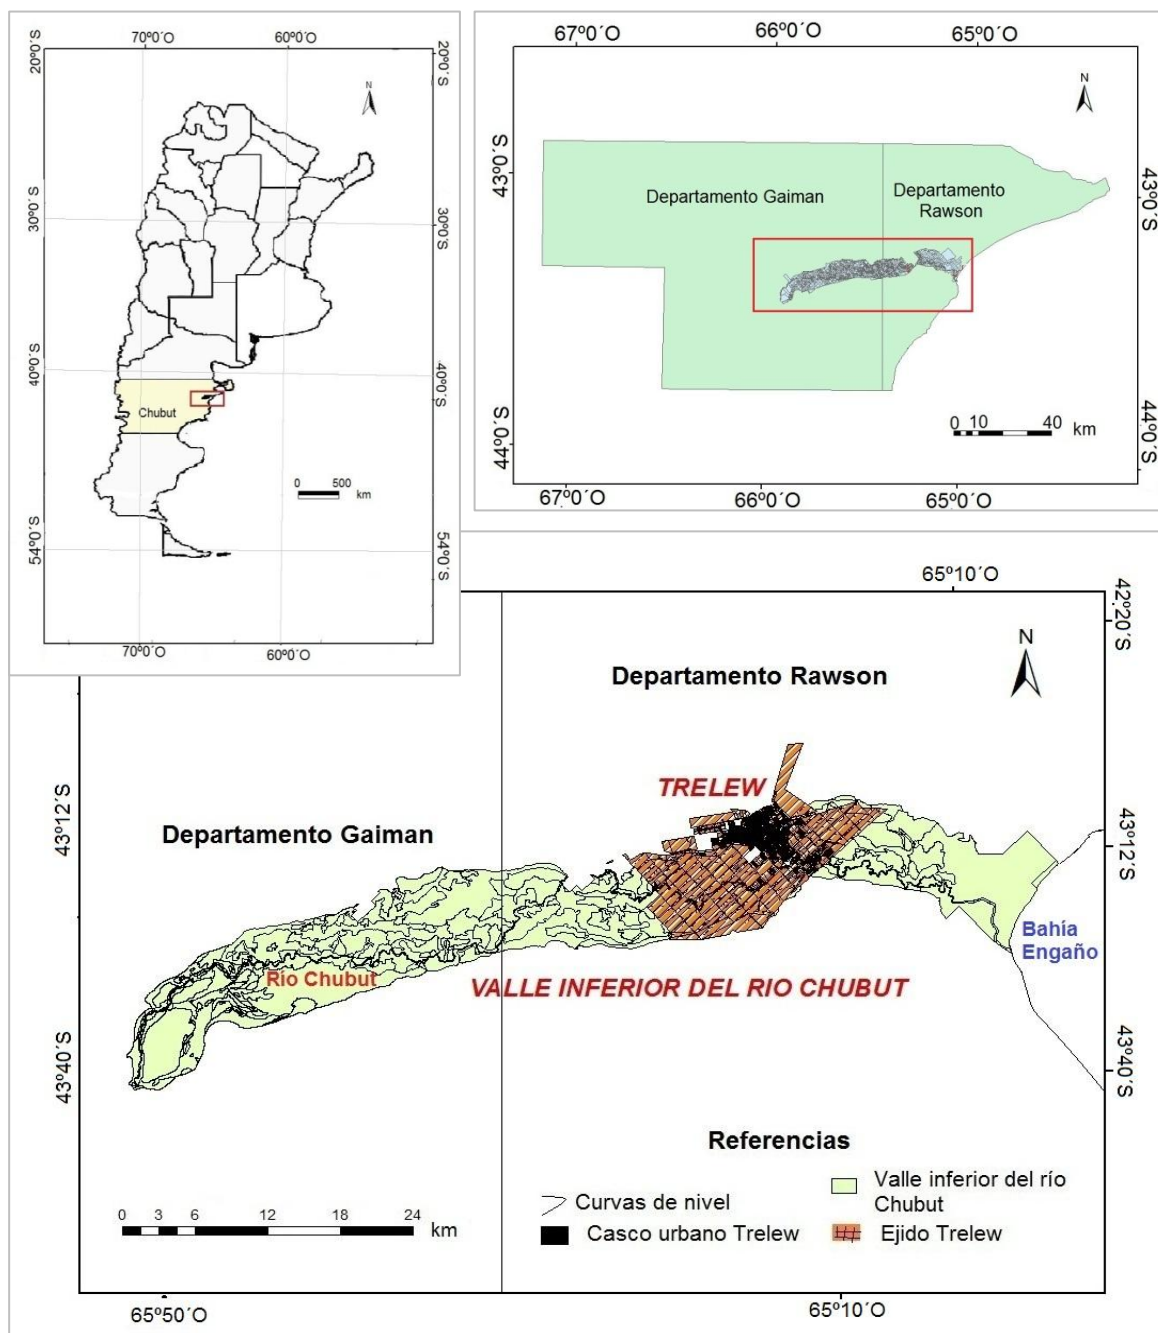 70º0´O
60º0´O
20º0´S
20º0´S
N
30º0´S
30º0´S
40º0´S
40º0´S
Chubut
0 500
km
54º0´S
54º0´S
70º0´O
60º0´O
67º0´O
66º0´O
65º0´O
N
43º0´S
43º0´S
Departamento Gaiman
Departamento
Rawson
0 10 40
km
44º0´S
44º0´S
67º0´O
66º0´O
65º0´O
65º10´O
42º20´S
N
Departamento Rawson
TRELEW
43º12´S
43º12´S
Departamento Gaiman
Bahía
Engaño
Río Chubut
VALLE INFERIOR DEL RIO CHUBUT
43º40´S
43º40´S
Referencias
Curvas de nivel
Valle inferior del río
Chubut
Casco urbano Trelew
Ejido Trelew
0 3 6 12 18 24
km
65º50´O
65º10´O